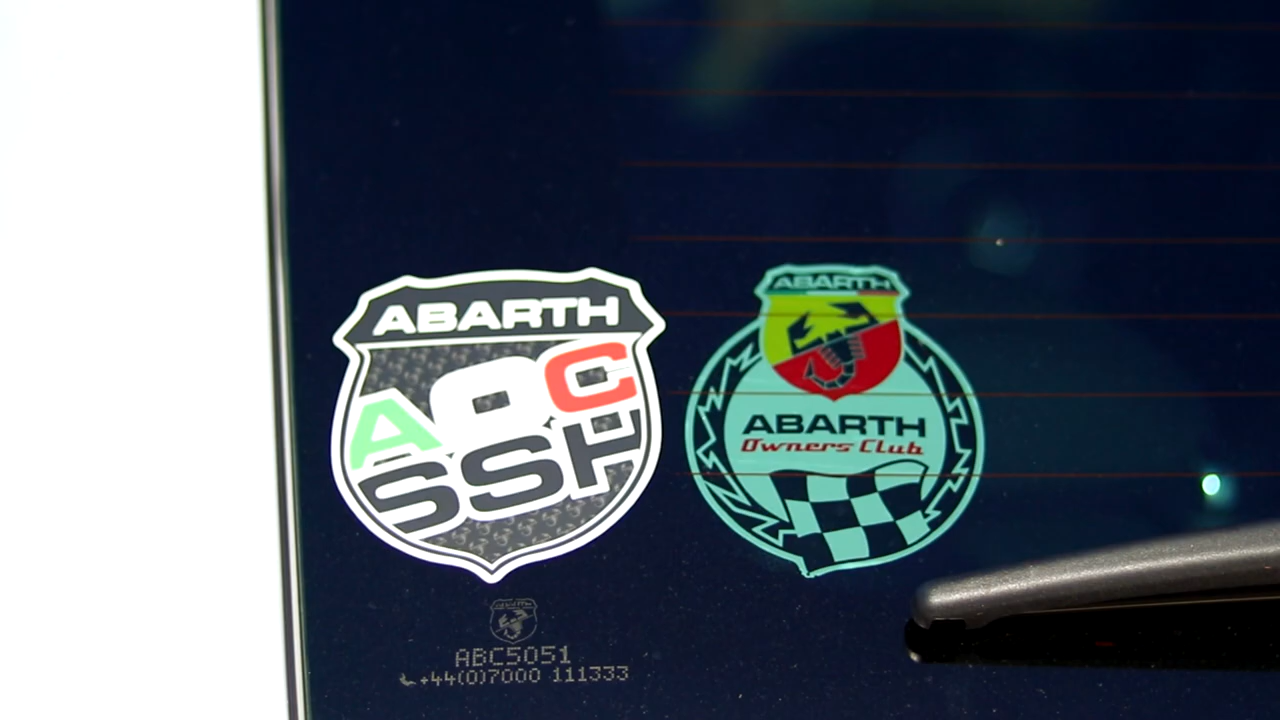 ABARTH
AOC
SSH
ABARTH
ABARTH
Owners Club
ABC5051
+44(0)7000 111333